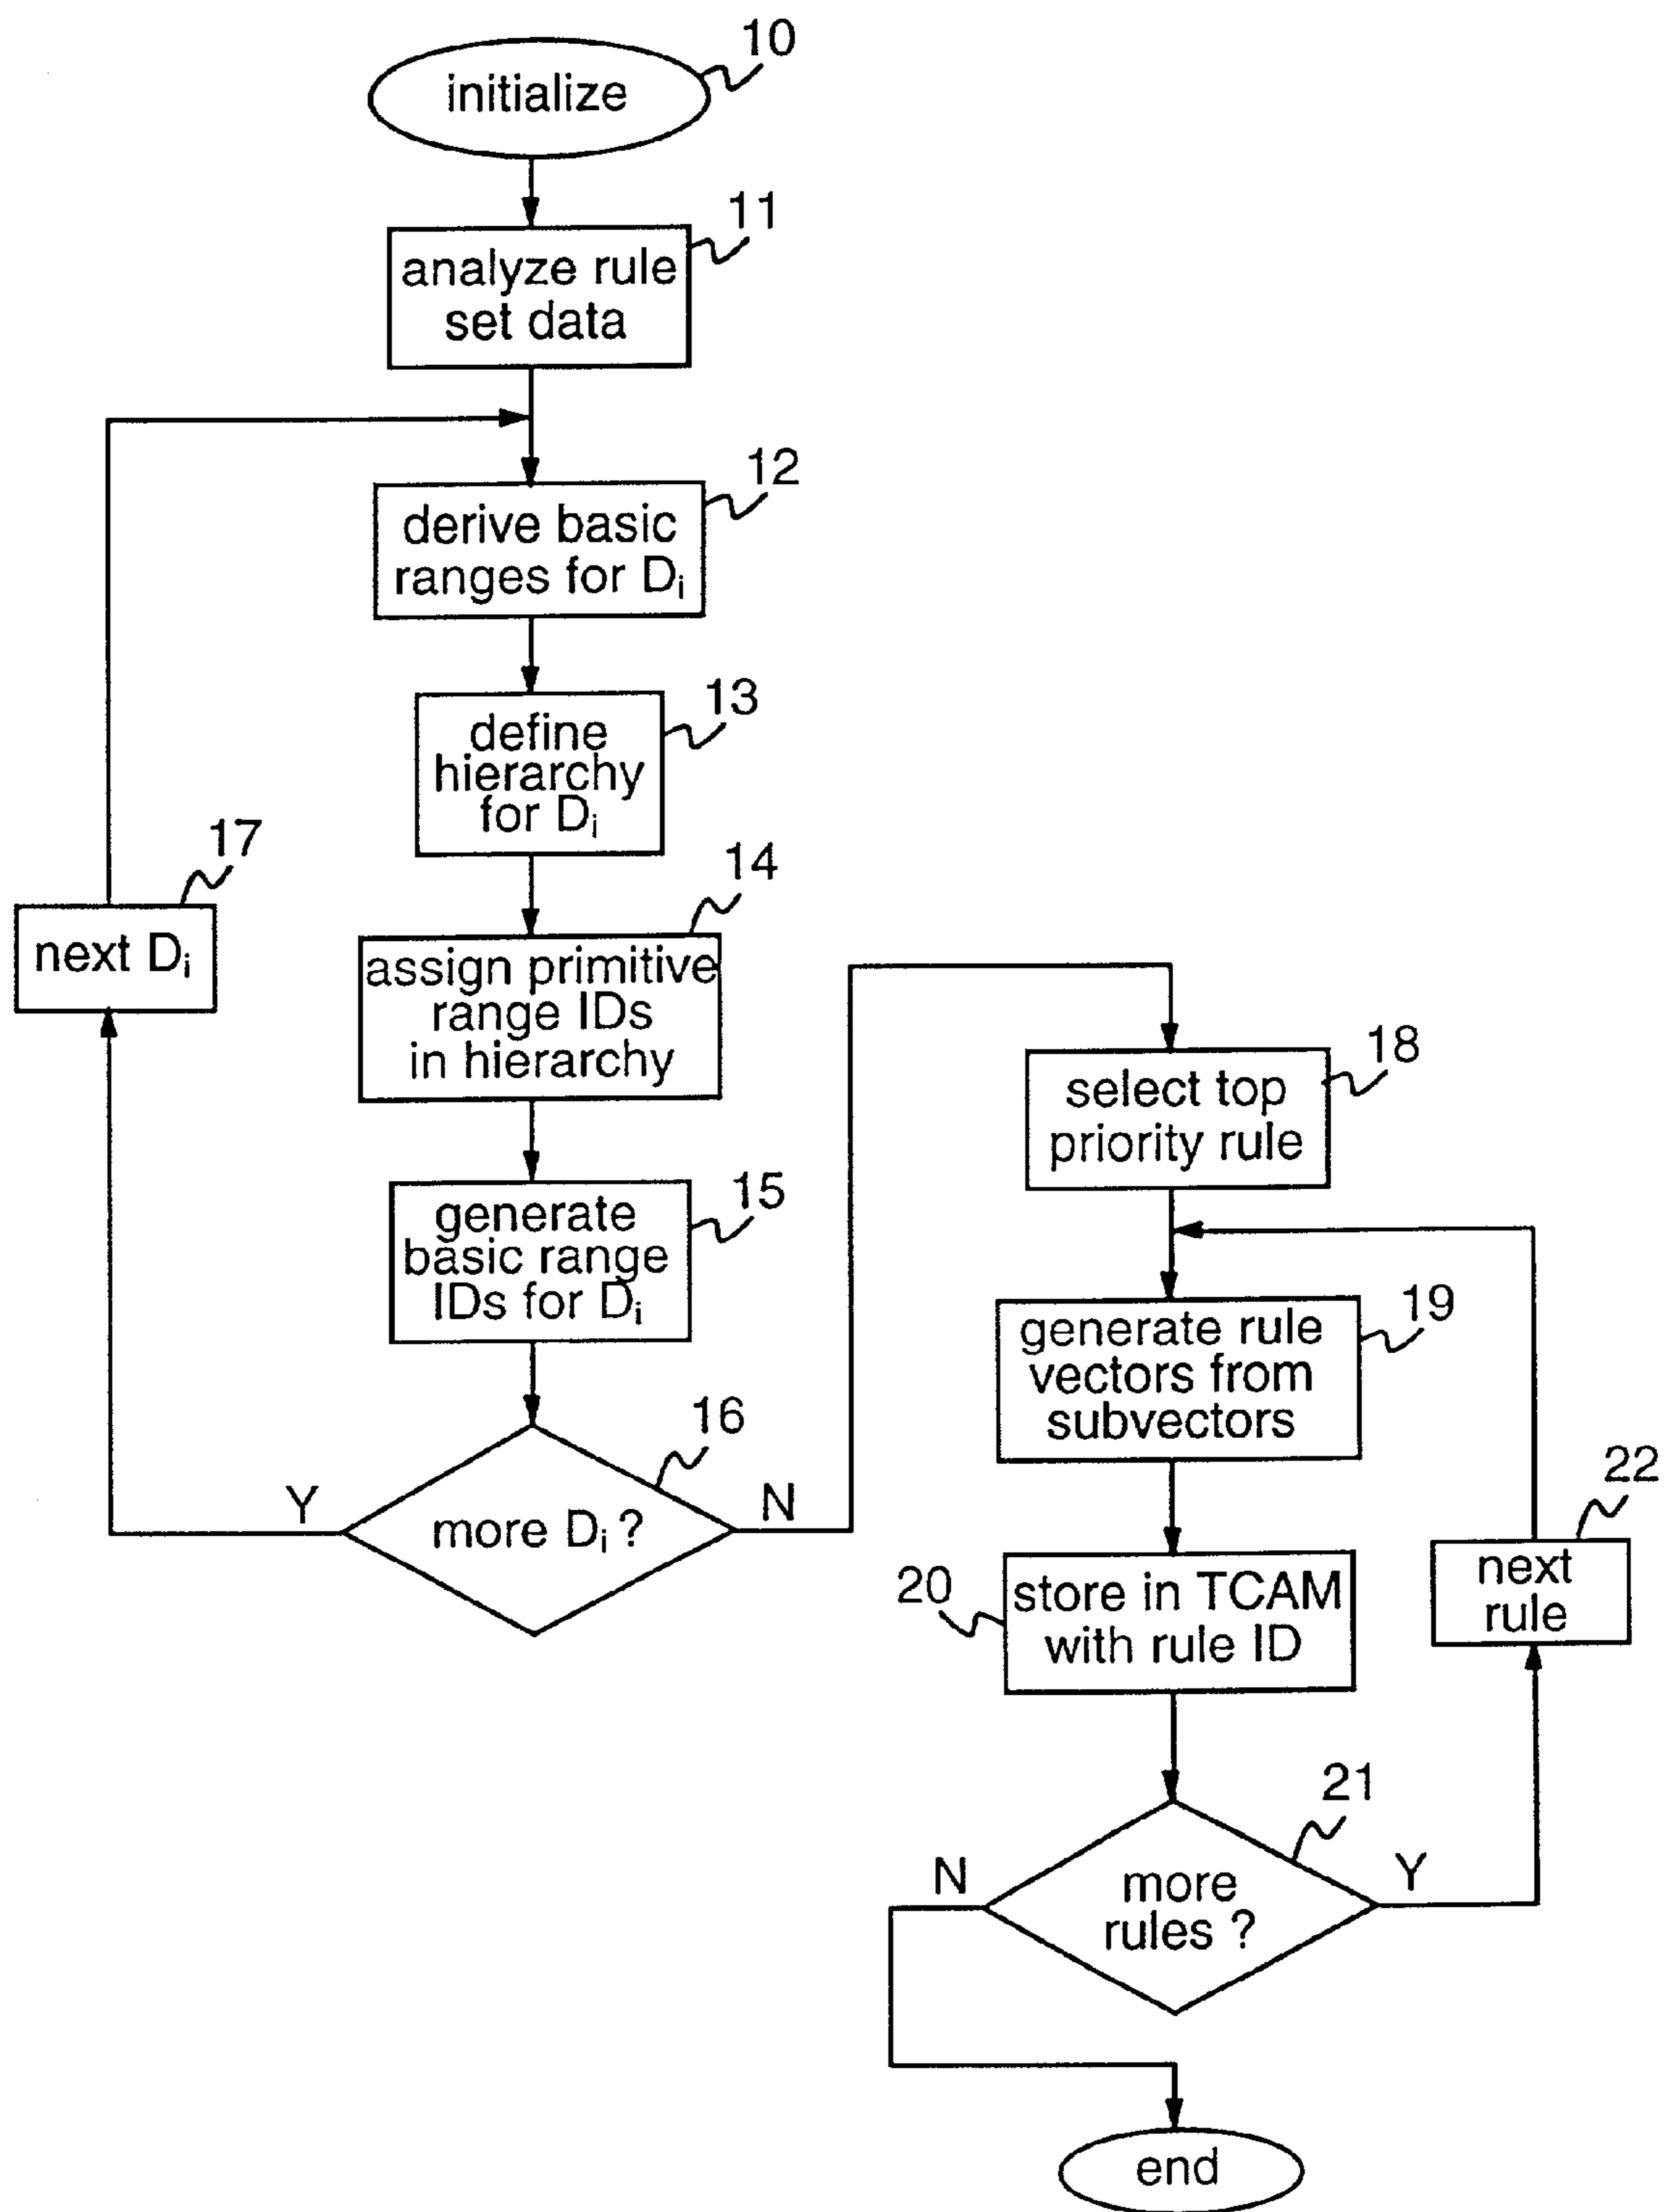 10
initialize
11
analyze rule
set data
12
derive basic
ranges for Di
13
define
hierarchy
for Di
17
next Di
14
assign primitive
range IDs
in hierarchy
15
generate
basic range
IDs for Di
16
Y
more Di ?
N
18
select top
priority rule
19
generate rule
vectors from
subvectors
20
store in TCAM
with rule ID
22
next
rule
21
N
more
rules ?
Y
end